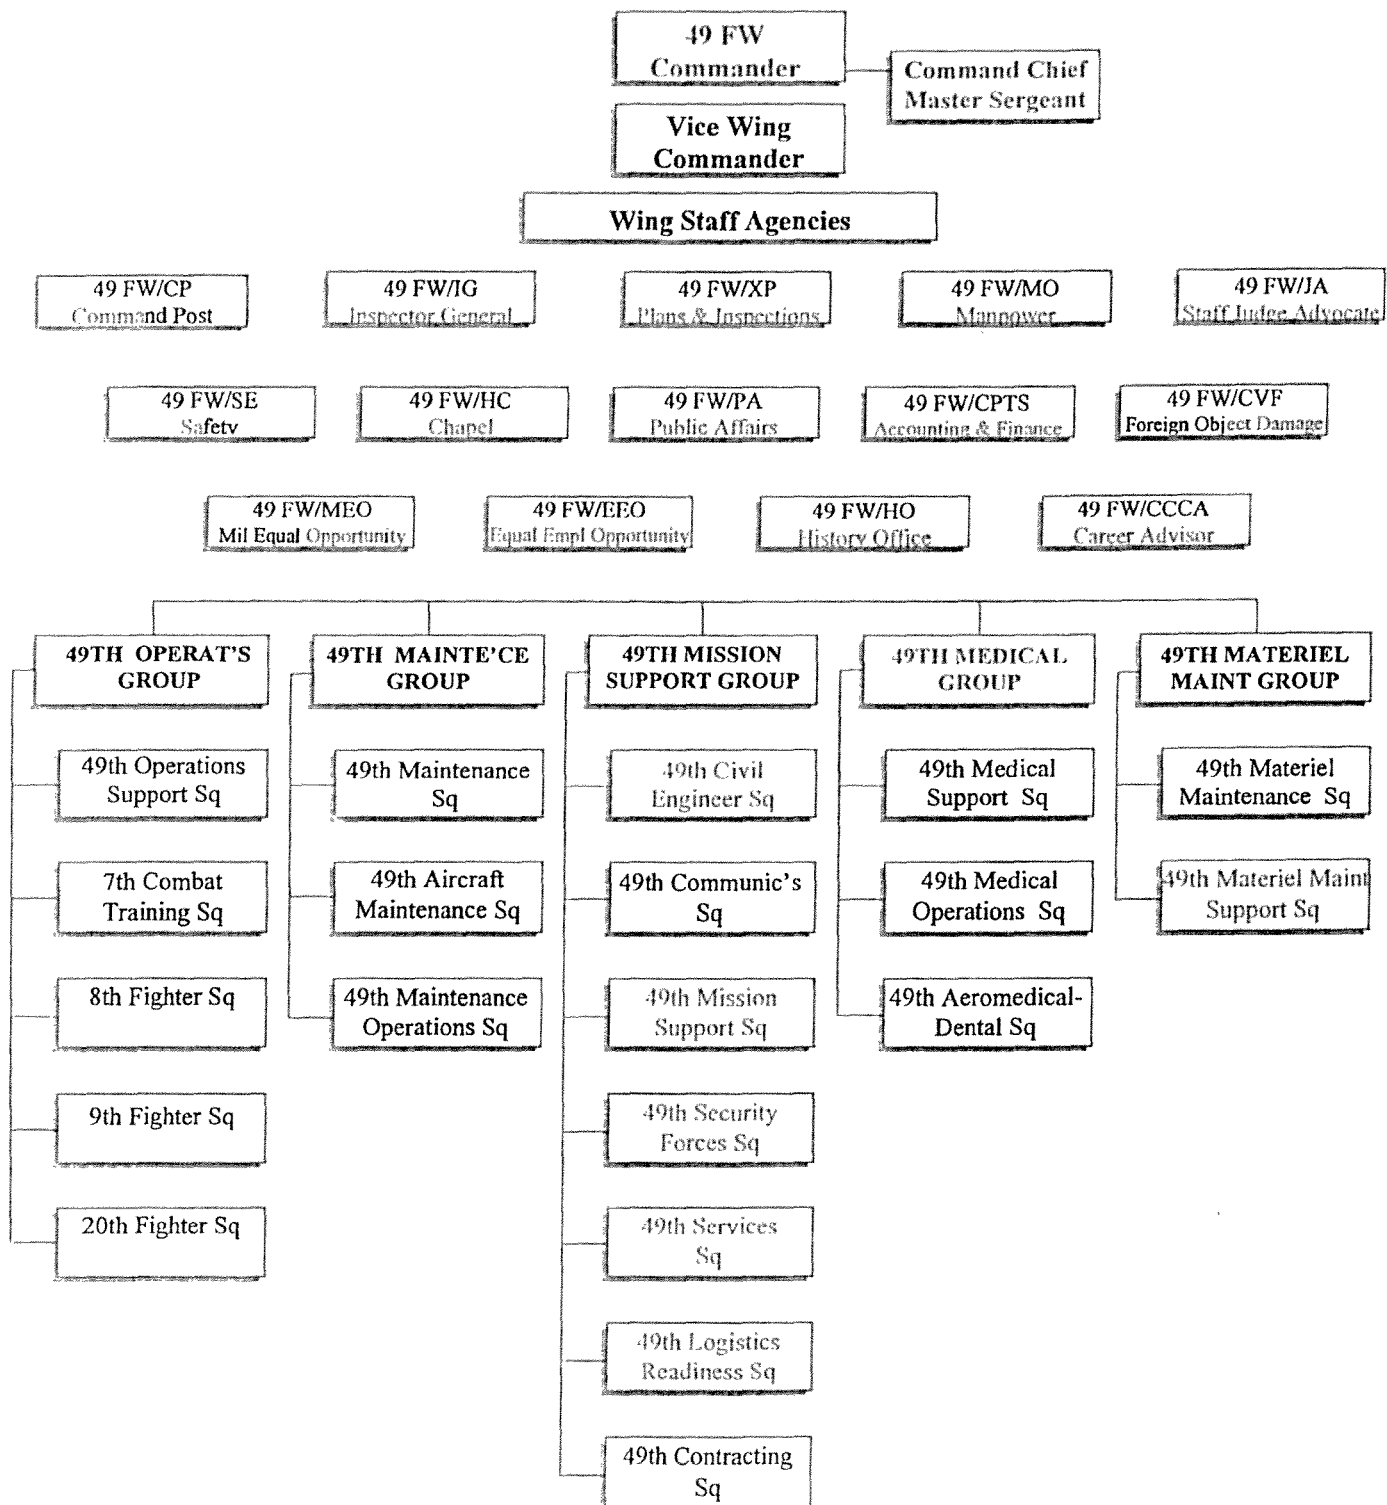 49 FW
Commander
Command Chief
Master Sergeant
Vice Wing
Commander
Wing Staff Agencies
49 FW/CP
Command Post
49 FW/IG
Inspector General
49 FW/XP
Plans & Inspections
49 FW/MO
Manpower
49 FW/JA
Staff Judge Advocate
49 FW/SE
Safety
49 FW/HC
Chapel
49 FW/PA
Public Affairs
49 FW/CPTS
Accounting & Finance
49 FW/CVF
Foreign Object Damage
49 FW/MEO
Mil Equal Opportunity
49 FW/EEO
Equal Empl Opportunity
49 FW/HO
History Office
49 FW/CCCA
Career Advisor
49TH OPERAT'S
GROUP
49th Operations
Support Sq
7th Combat
Training Sq
8th Fighter Sq
9th Fighter Sq
20th Fighter Sq
49TH MAINTE'CE
GROUP
49th Maintenance
Sq
49th Aircraft
Maintenance Sq
49th Maintenance
Operations Sq
49TH MISSION
SUPPORT GROUP
49th Civil
Engineer Sq
49th Communic's
Sq
49th Mission
Support Sq
49th Security
Forces Sq
49th Services
Sq
49th Logistics
Readiness Sq
49th Contracting
Sq
49TH MEDICAL
GROUP
49th Medical
Support Sq
49th Medical
Operations Sq
49th Aeromedical-
Dental Sq
49TH MATERIEL
MAINT GROUP
49th Materiel
Maintenance Sq
49th Materiel Maint
Support Sq